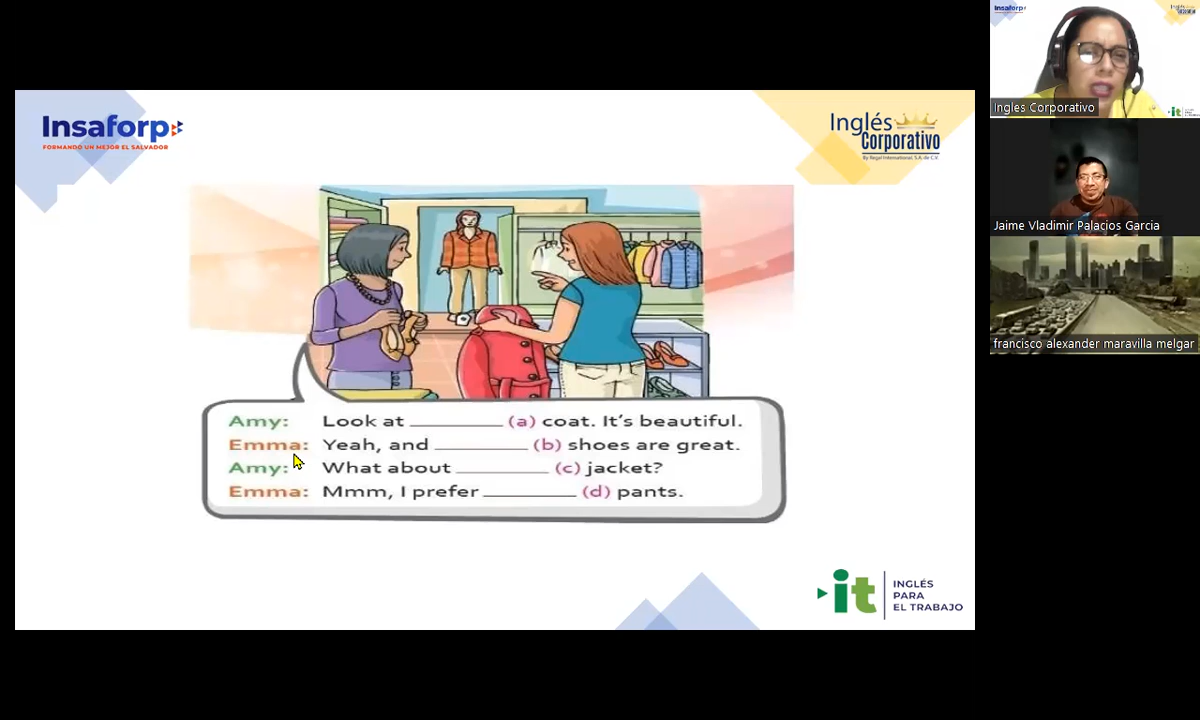 Insaforp
FORMANDO UN MEJOR EL SALVADOR
Inglés
Corporativo
By Regal International, S.A. de C.V.
Amy: Look at ________ (a) coat. It's beautiful.
Emma: Yeah, and ________ (b) shoes are great.
Amy: What about ________ (c) jacket?
Emma: Mmm, I prefer ________ (d) pants.
it
INGLÉS
PARA
EL TRABAJO
Insaforp
Ingles Corporativo
it
Jaime Vladimir Palacios Garcia
francisco alexander maravilla melgar